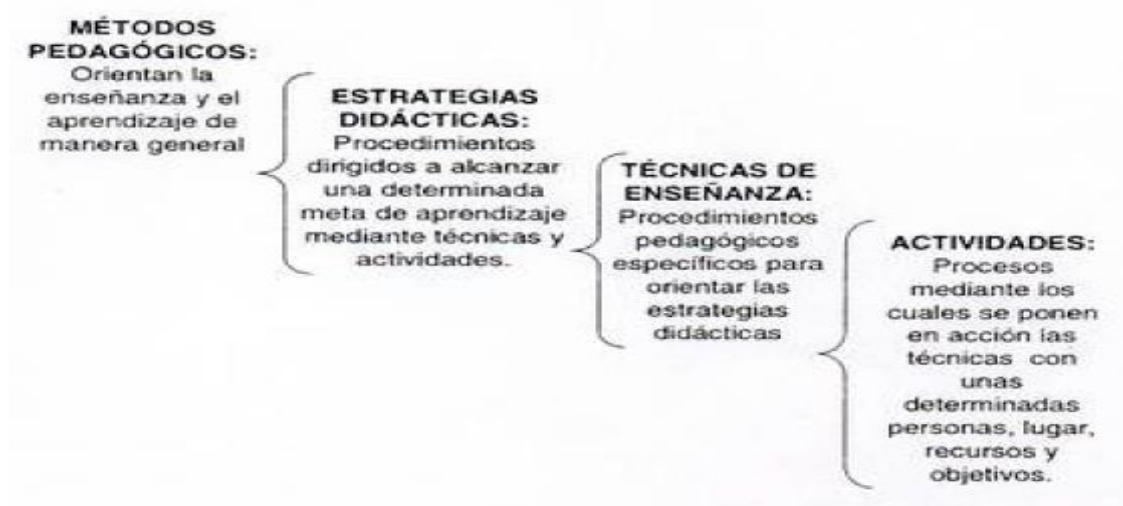 MÉTODOS
PEDAGÓGICOS:
Orientan la
enseñanza y el
aprendizaje de
manera general
ESTRATEGIAS
DIDÁCTICAS:
Procedimientos
dirigidos a alcanzar
una determinada
meta de aprendizaje
mediante técnicas y
actividades.
TÉCNICAS DE
ENSEÑANZA:
Procedimientos
pedagógicos
específicos para
orientar las
estrategias
didácticas
ACTIVIDADES:
Procesos
mediante los
cuales se ponen
en acción las
técnicas con
unas
determinadas
personas, lugar,
recursos y
objetivos.